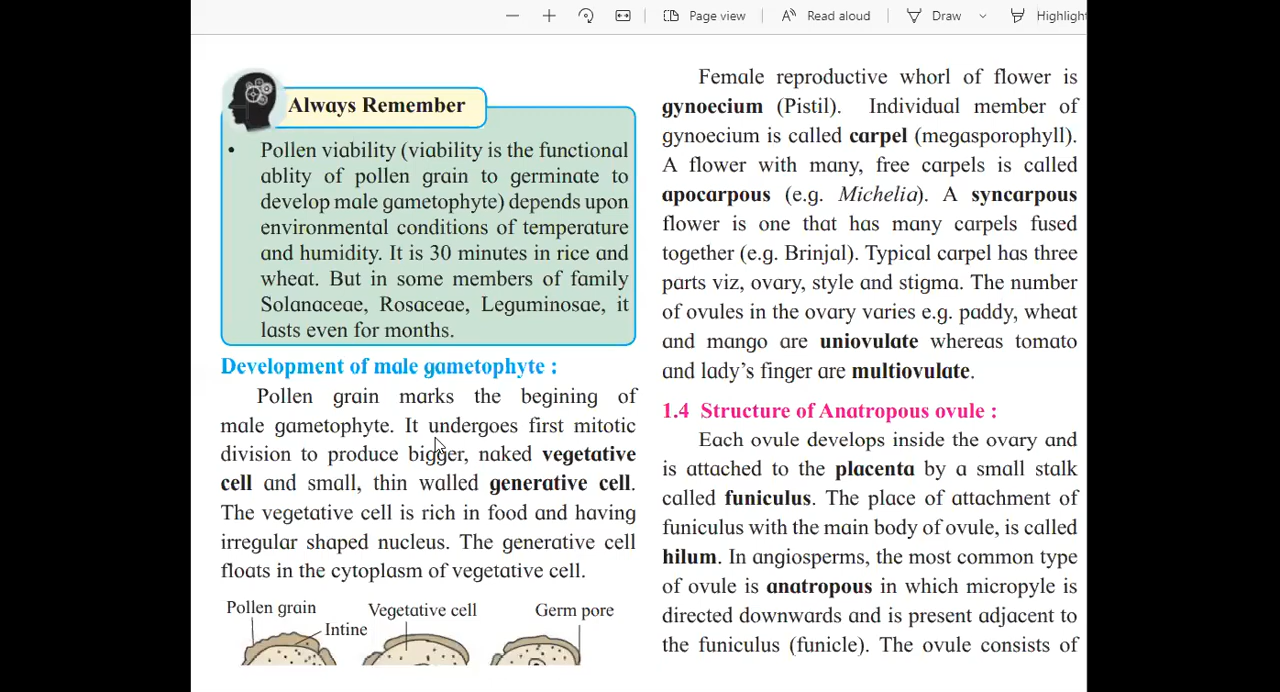 Page view
Read aloud
Draw
Highlight
Always Remember
• Pollen viability (viability is the functional
ablity of pollen grain to germinate to
develop male gametophyte) depends upon
environmental conditions of temperature
and humidity. It is 30 minutes in rice and
wheat. But in some members of family
Solanaceae, Rosaceae, Leguminosae, it
lasts even for months.
Development of male gametophyte :
Pollen grain marks the begining of
male gametophyte. It undergoes first mitotic
division to produce bigger, naked vegetative
cell and small, thin walled generative cell.
The vegetative cell is rich in food and having
irregular shaped nucleus. The generative cell
floats in the cytoplasm of vegetative cell.
Pollen grain
Intine
Vegetative cell
Germ pore
Female reproductive whorl of flower is
gynoecium (Pistil). Individual member of
gynoecium is called carpel (megasporophyll).
A flower with many, free carpels is called
apocarpous (e.g. Michelia). A syncarpous
flower is one that has many carpels fused
together (e.g. Brinjal). Typical carpel has three
parts viz, ovary, style and stigma. The number
of ovules in the ovary varies e.g. paddy, wheat
and mango are uniovulate whereas tomato
and lady’s finger are multiovulate.
1.4 Structure of Anatropous ovule :
Each ovule develops inside the ovary and
is attached to the placenta by a small stalk
called funiculus. The place of attachment of
funiculus with the main body of ovule, is called
hilum. In angiosperms, the most common type
of ovule is anatropous in which micropyle is
directed downwards and is present adjacent to
the funiculus (funicle). The ovule consists of